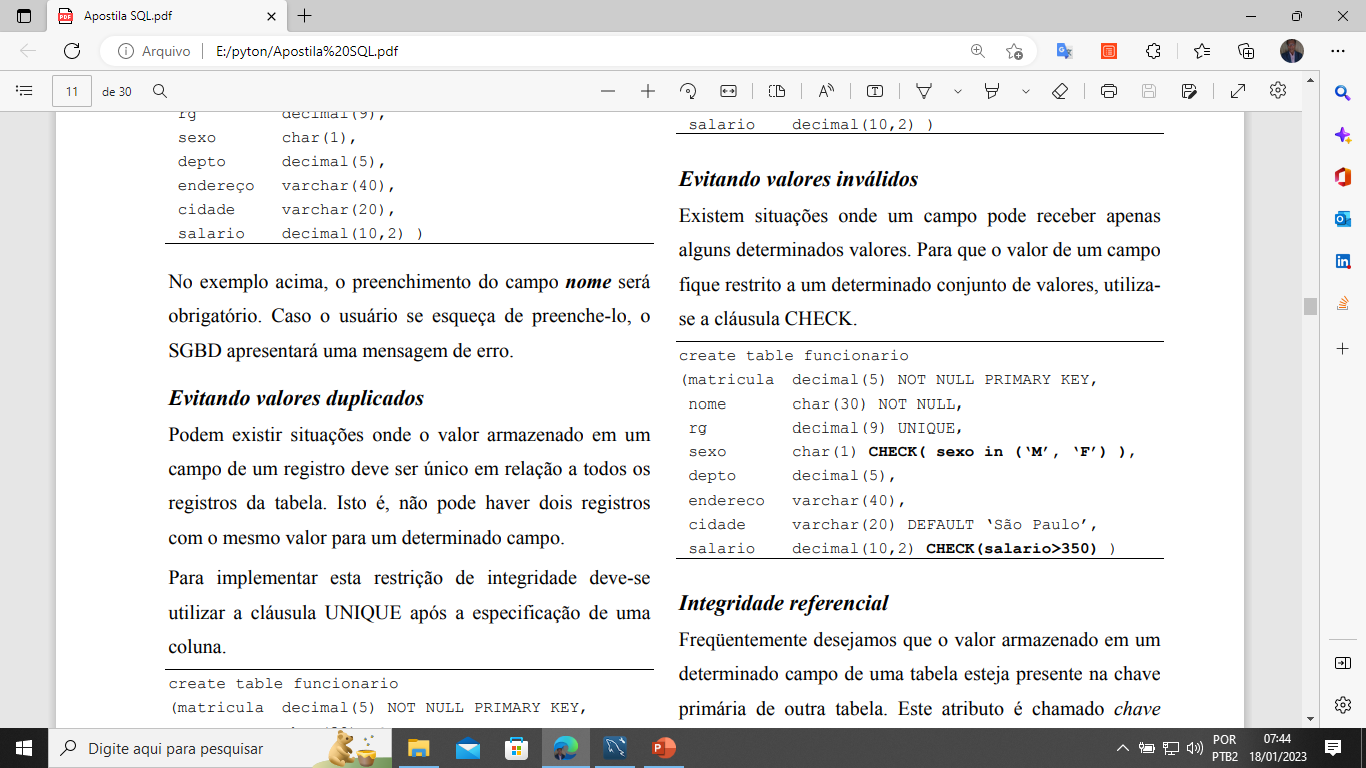 Apostila SQL.pdf
Arquivo
E:/pyton/Apostila%20SQL.pdf
11
de 30
rg decimal(9),
sexo char(1),
depto decimal(5),
endereço varchar(40),
cidade varchar(20),
salario decimal(10,2) )
No exemplo acima, o preenchimento do campo nome será
obrigatório. Caso o usuário se esqueça de preenche-lo, o
SGBD apresentará uma mensagem de erro.
Evitando valores duplicados
Podem existir situações onde o valor armazenado em um
campo de um registro deve ser único em relação a todos os
registros da tabela. Isto é, não pode haver dois registros
com o mesmo valor para um determinado campo.
Para implementar esta restrição de integridade deve-se
utilizar a cláusula UNIQUE após a especificação de uma
coluna.
create table funcionario
(matricula decimal(5) NOT NULL PRIMARY KEY,
salario decimal(10,2) )
Evitando valores inválidos
Existem situações onde um campo pode receber apenas
alguns determinados valores. Para que o valor de um campo
fique restrito a um determinado conjunto de valores, utiliza-
se a cláusula CHECK.
create table funcionario
(matricula decimal(5) NOT NULL PRIMARY KEY,
nome char(30) NOT NULL,
rg decimal(9) UNIQUE,
sexo char(1) CHECK( sexo in (‘M’, ‘F’) ),
depto decimal(5),
endereco varchar(40),
cidade varchar(20) DEFAULT ‘São Paulo’,
salario decimal(10,2) CHECK(salario>350) )
Integridade referencial
Freqüentemente desejamos que o valor armazenado em um
determinado campo de uma tabela esteja presente na chave
primária de outra tabela. Este atributo é chamado chave
Digite aqui para pesquisar
POR
PTB2
07:44
18/01/2023